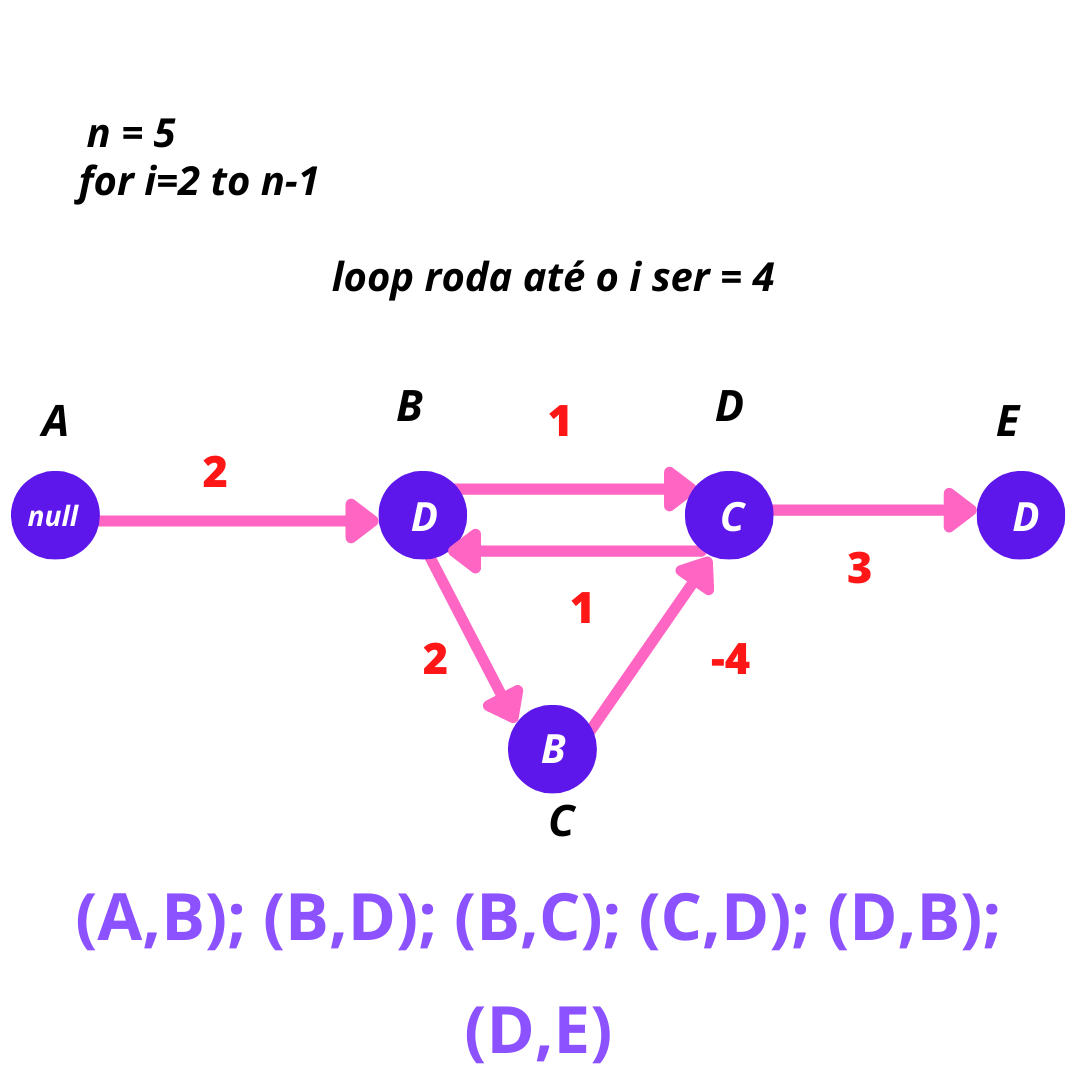 n = 5
for i=2 to n-1
loop roda até o i ser = 4
A
B
1
D
E
2
null
D
C
D
3
1
2
-4
B
C
(A,B); (B,D); (B,C); (C,D); (D,B);
(D,E)